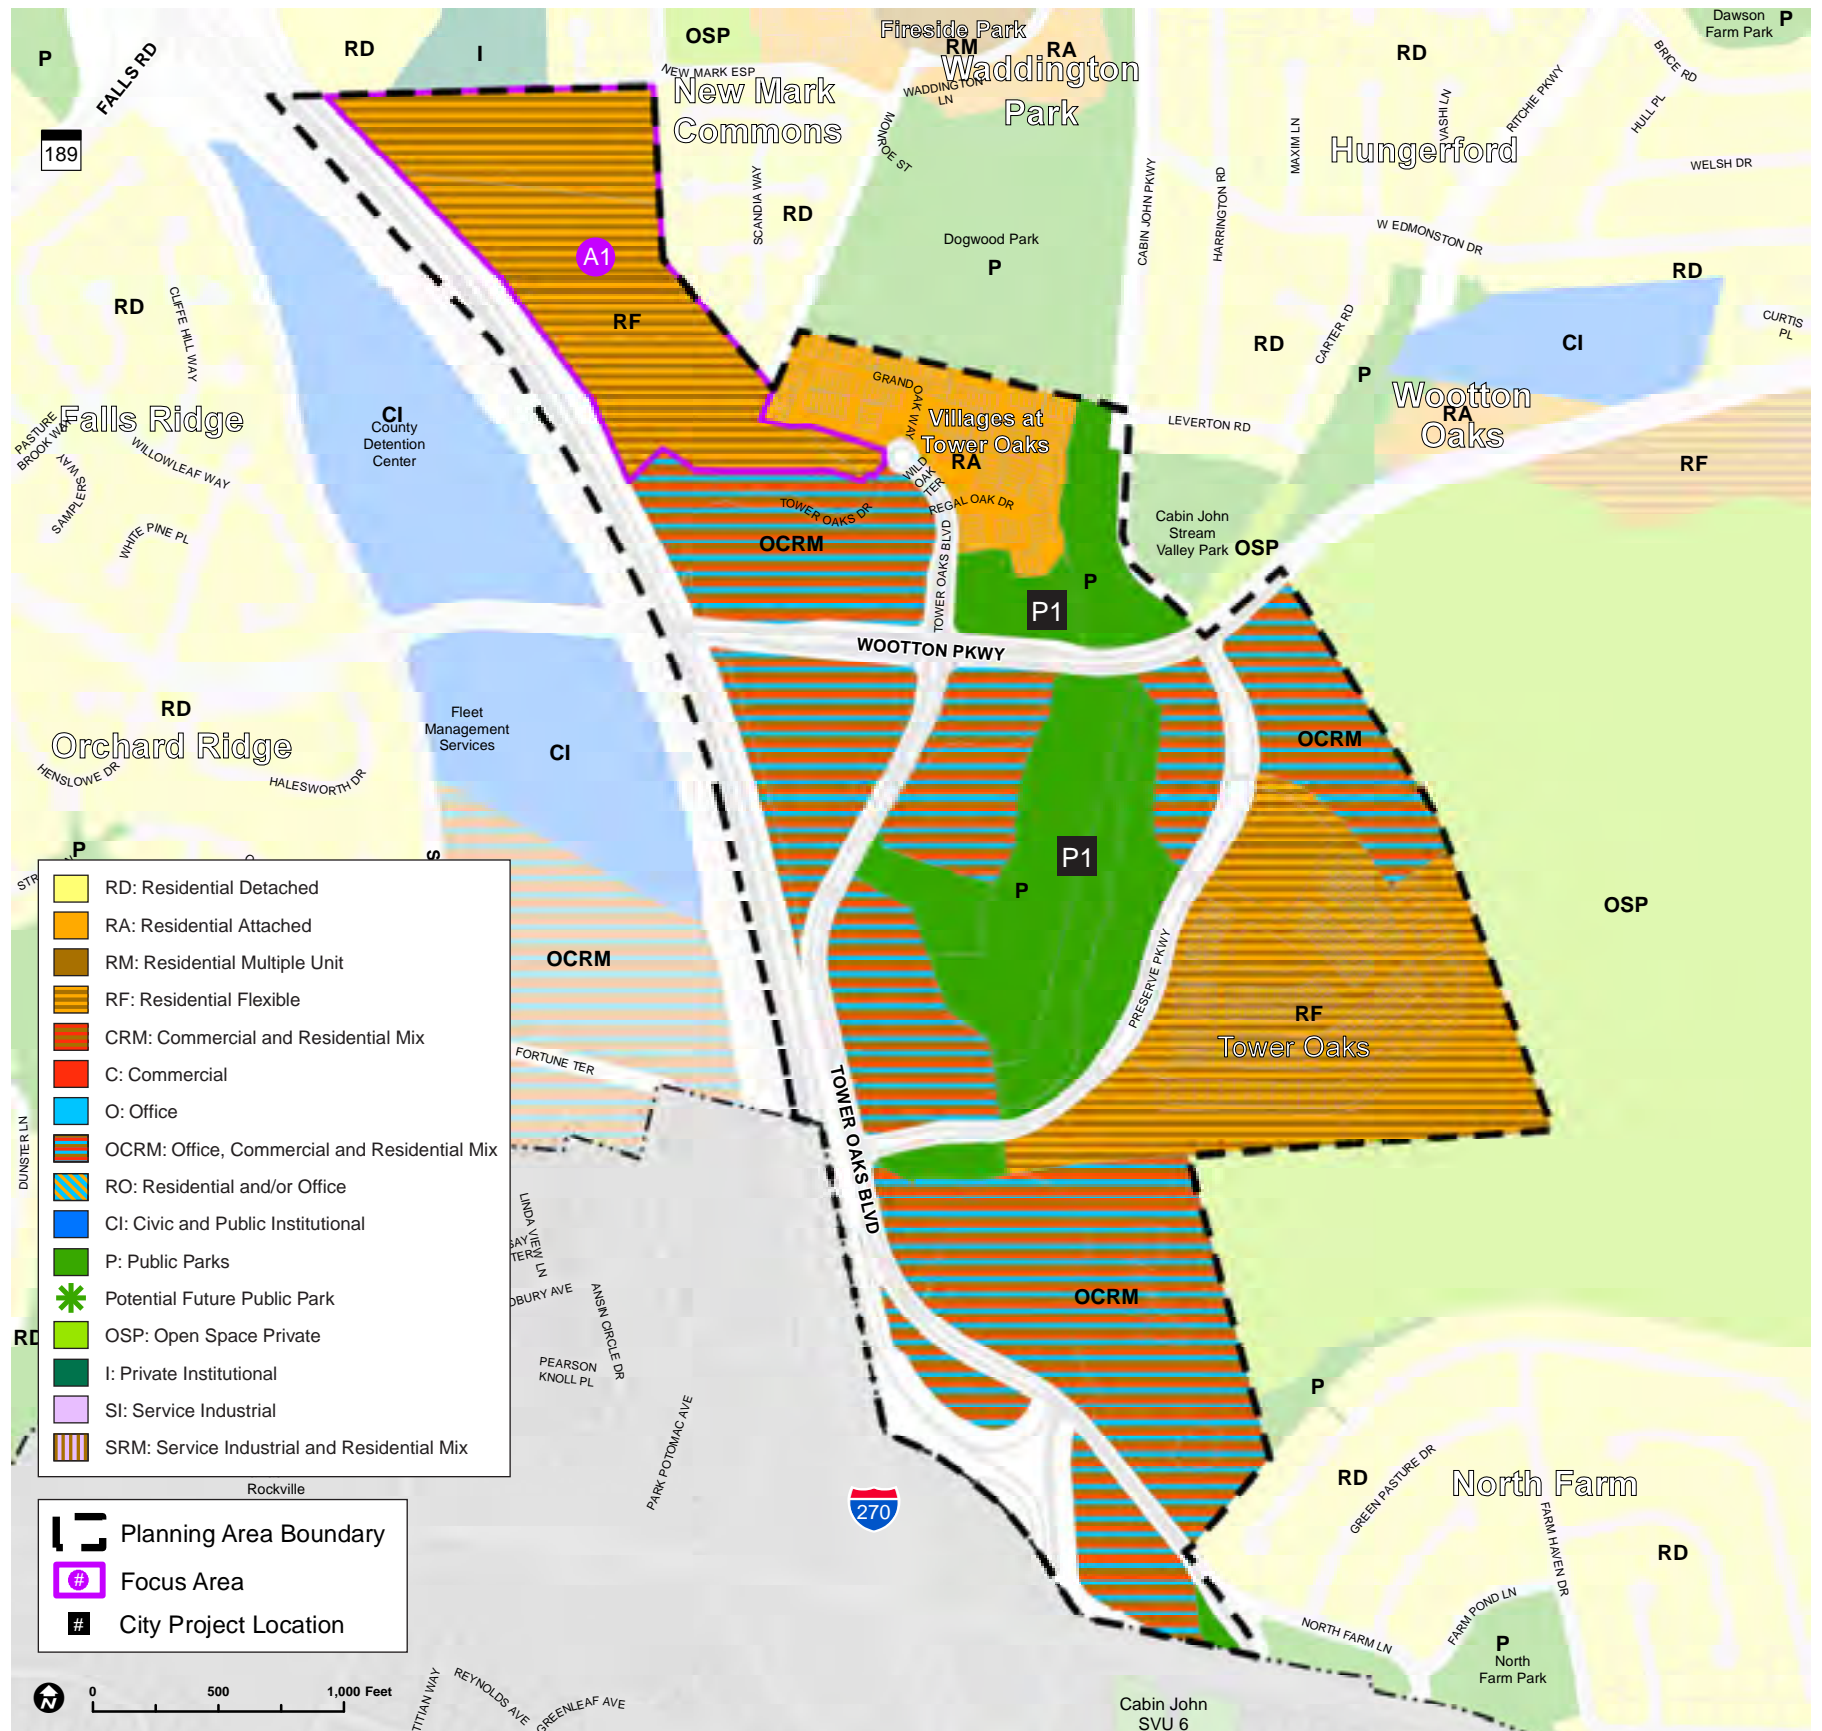 P
FALLS RD
RD
I
OSP
Fireside Park
RM
RA
RD
Dawson
Farm Park
P
BRICE RD
NEW MARK ESP
New Mark
Commons
WADDINGTON
LN
Waddington
Park
VASHI LN
RITCHIE PKWY
HULL PL
189
MONROE ST
MAXIM LN
Hungerford
WELSH DR
SCANDIA WAY
RD
CABIN JOHN PKWY
HARRINGTON RD
W EDMONSTON DR
A1
Dogwood Park
P
RD
RD
CLIFFE HILL WAY
RF
RD
CARTER RD
CI
CURTIS
PL
GRAND OAK WAY
P
Wootton
Oaks
RA
PASTURE
BROOK WAY
Falls Ridge
CI
County
Detention
Center
Villages at
Tower Oaks
RA
LEVERTON RD
WILLOWLEAF WAY
WILD
OAK
TER
RF
SAMPLERS WAY
TOWER OAKS DR
REGAL OAK DR
WHITE PINE PL
OCRM
Cabin John
Stream
Valley Park
OSP
TOWER OAKS BLVD
P
P1
WOOTTON PKWY
RD
Orchard Ridge
Fleet
Management
Services
CI
OCRM
HENSLOWE DR
HALESWORTH DR
P
S
STR
P1
P
OSP
OCRM
PRESERVE PKWY
RF
Tower Oaks
FORTUNE TER
TOWER OAKS BLVD
DUNSTER LN
RD
RD: Residential Detached
RA: Residential Attached
RM: Residential Multiple Unit
RF: Residential Flexible
CRM: Commercial and Residential Mix
C: Commercial
O: Office
OCRM: Office, Commercial and Residential Mix
RO: Residential and/or Office
CI: Civic and Public Institutional
P: Public Parks
Potential Future Public Park
OSP: Open Space Private
I: Private Institutional
SI: Service Industrial
SRM: Service Industrial and Residential Mix
LINDA VIEW LN
TER
DBURY AVE
ANSIN CIRCLE DR
OCRM
PEARSON
KNOLL PL
P
PARK POTOMAC AVE
Rockville
270
RD
GREEN PASTURE DR
North Farm
FARM HAVEN DR
RD
# Planning Area Boundary
# Focus Area
# City Project Location
NORTH FARM LN
FARM POND LN
P
North
Farm Park
N
0 500 1,000 Feet
TITIAN WAY
REYNOLDS AVE
GREENLEAF AVE
Cabin John
SVU 6